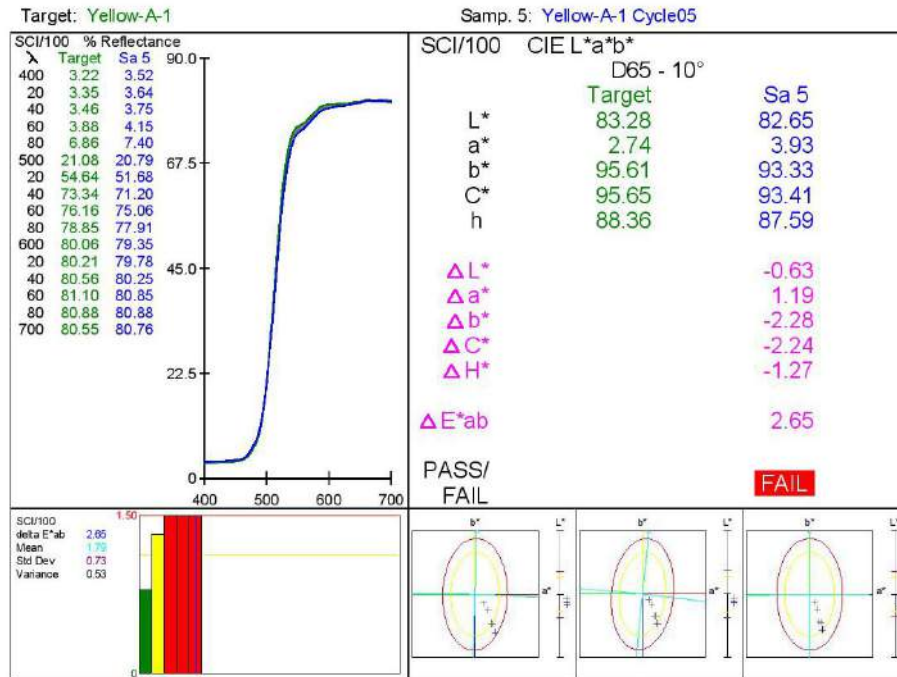 Target: Yellow-A-1
Samp. 5: Yellow-A-1 Cycle05
SCI/100 % Reflectance
λ Target Sa 5
400 3.22 3.52
20 3.35 3.64
40 3.46 3.75
60 3.88 4.15
80 6.86 7.40
500 21.08 20.79
20 54.64 51.68
40 73.34 71.20
60 76.16 75.06
80 78.85 77.91
600 80.06 79.35
20 80.21 79.78
40 80.56 80.25
60 81.10 80.85
80 80.88 80.88
700 80.55 80.76
90.0
67.5
45.0
22.5
0
400 500 600 700
SCI/100 CIE L*a*b*
D65 - 10°
Target Sa 5
L* 83.28 82.65
a* 2.74 3.93
b* 95.61 93.33
C* 95.65 93.41
h 88.36 87.59
Δ L* -0.63
Δ a* 1.19
Δ b* -2.28
Δ C* -2.24
Δ H* -1.27
Δ E*ab 2.65
PASS/
FAIL FAIL
SCI/100
delta E*ab 2.65
Mean 1.79
Std Dev 0.73
Variance 0.53
1.50
0
b* L*
a*
b* L*
a*
b* L*
a*